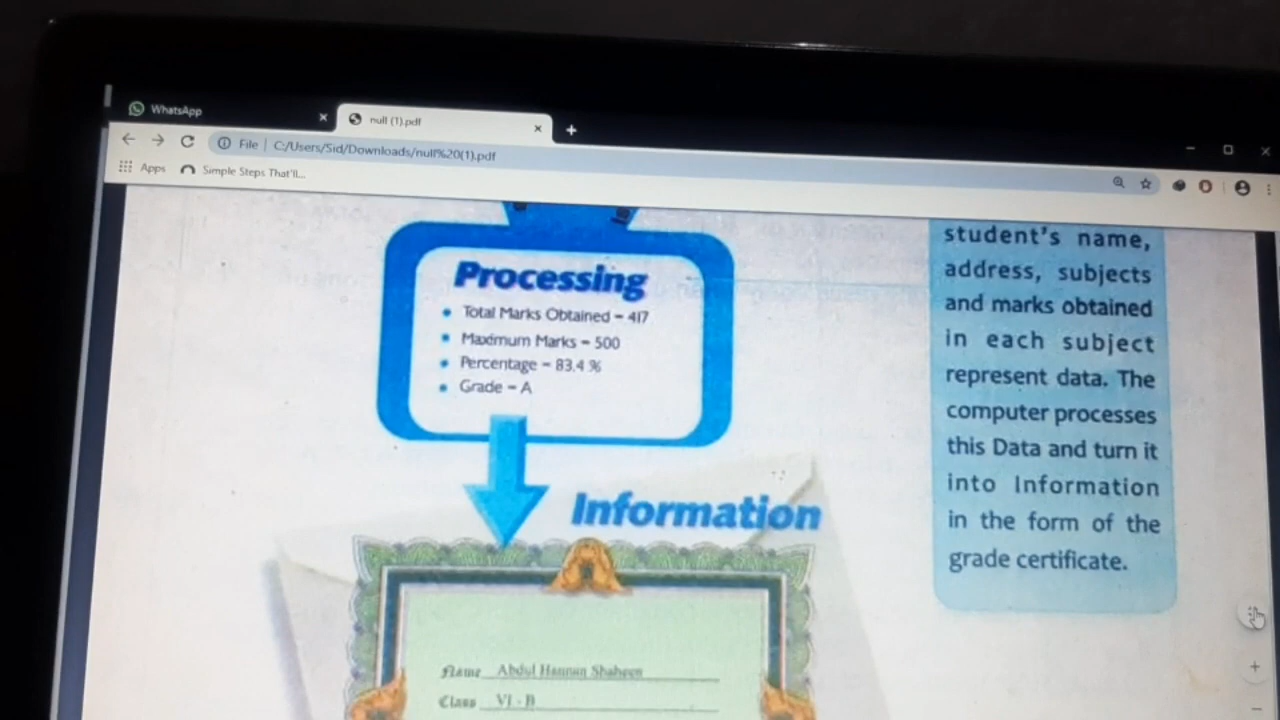 WhatsApp
null (1).pdf
File | C:/Users/Sid/Downloads/null%20(1).pdf
Apps Simple Steps That'll...
Processing
• Total Marks Obtained - 417
• Maximum Marks - 500
• Percentage - 83.4 %
• Grade - A
Information
Name Abdul Hannan Shaheen
Class VI - B
student's name,
address, subjects
and marks obtained
in each subject
represent data. The
computer processes
this Data and turn it
into Information
in the form of the
grade certificate.